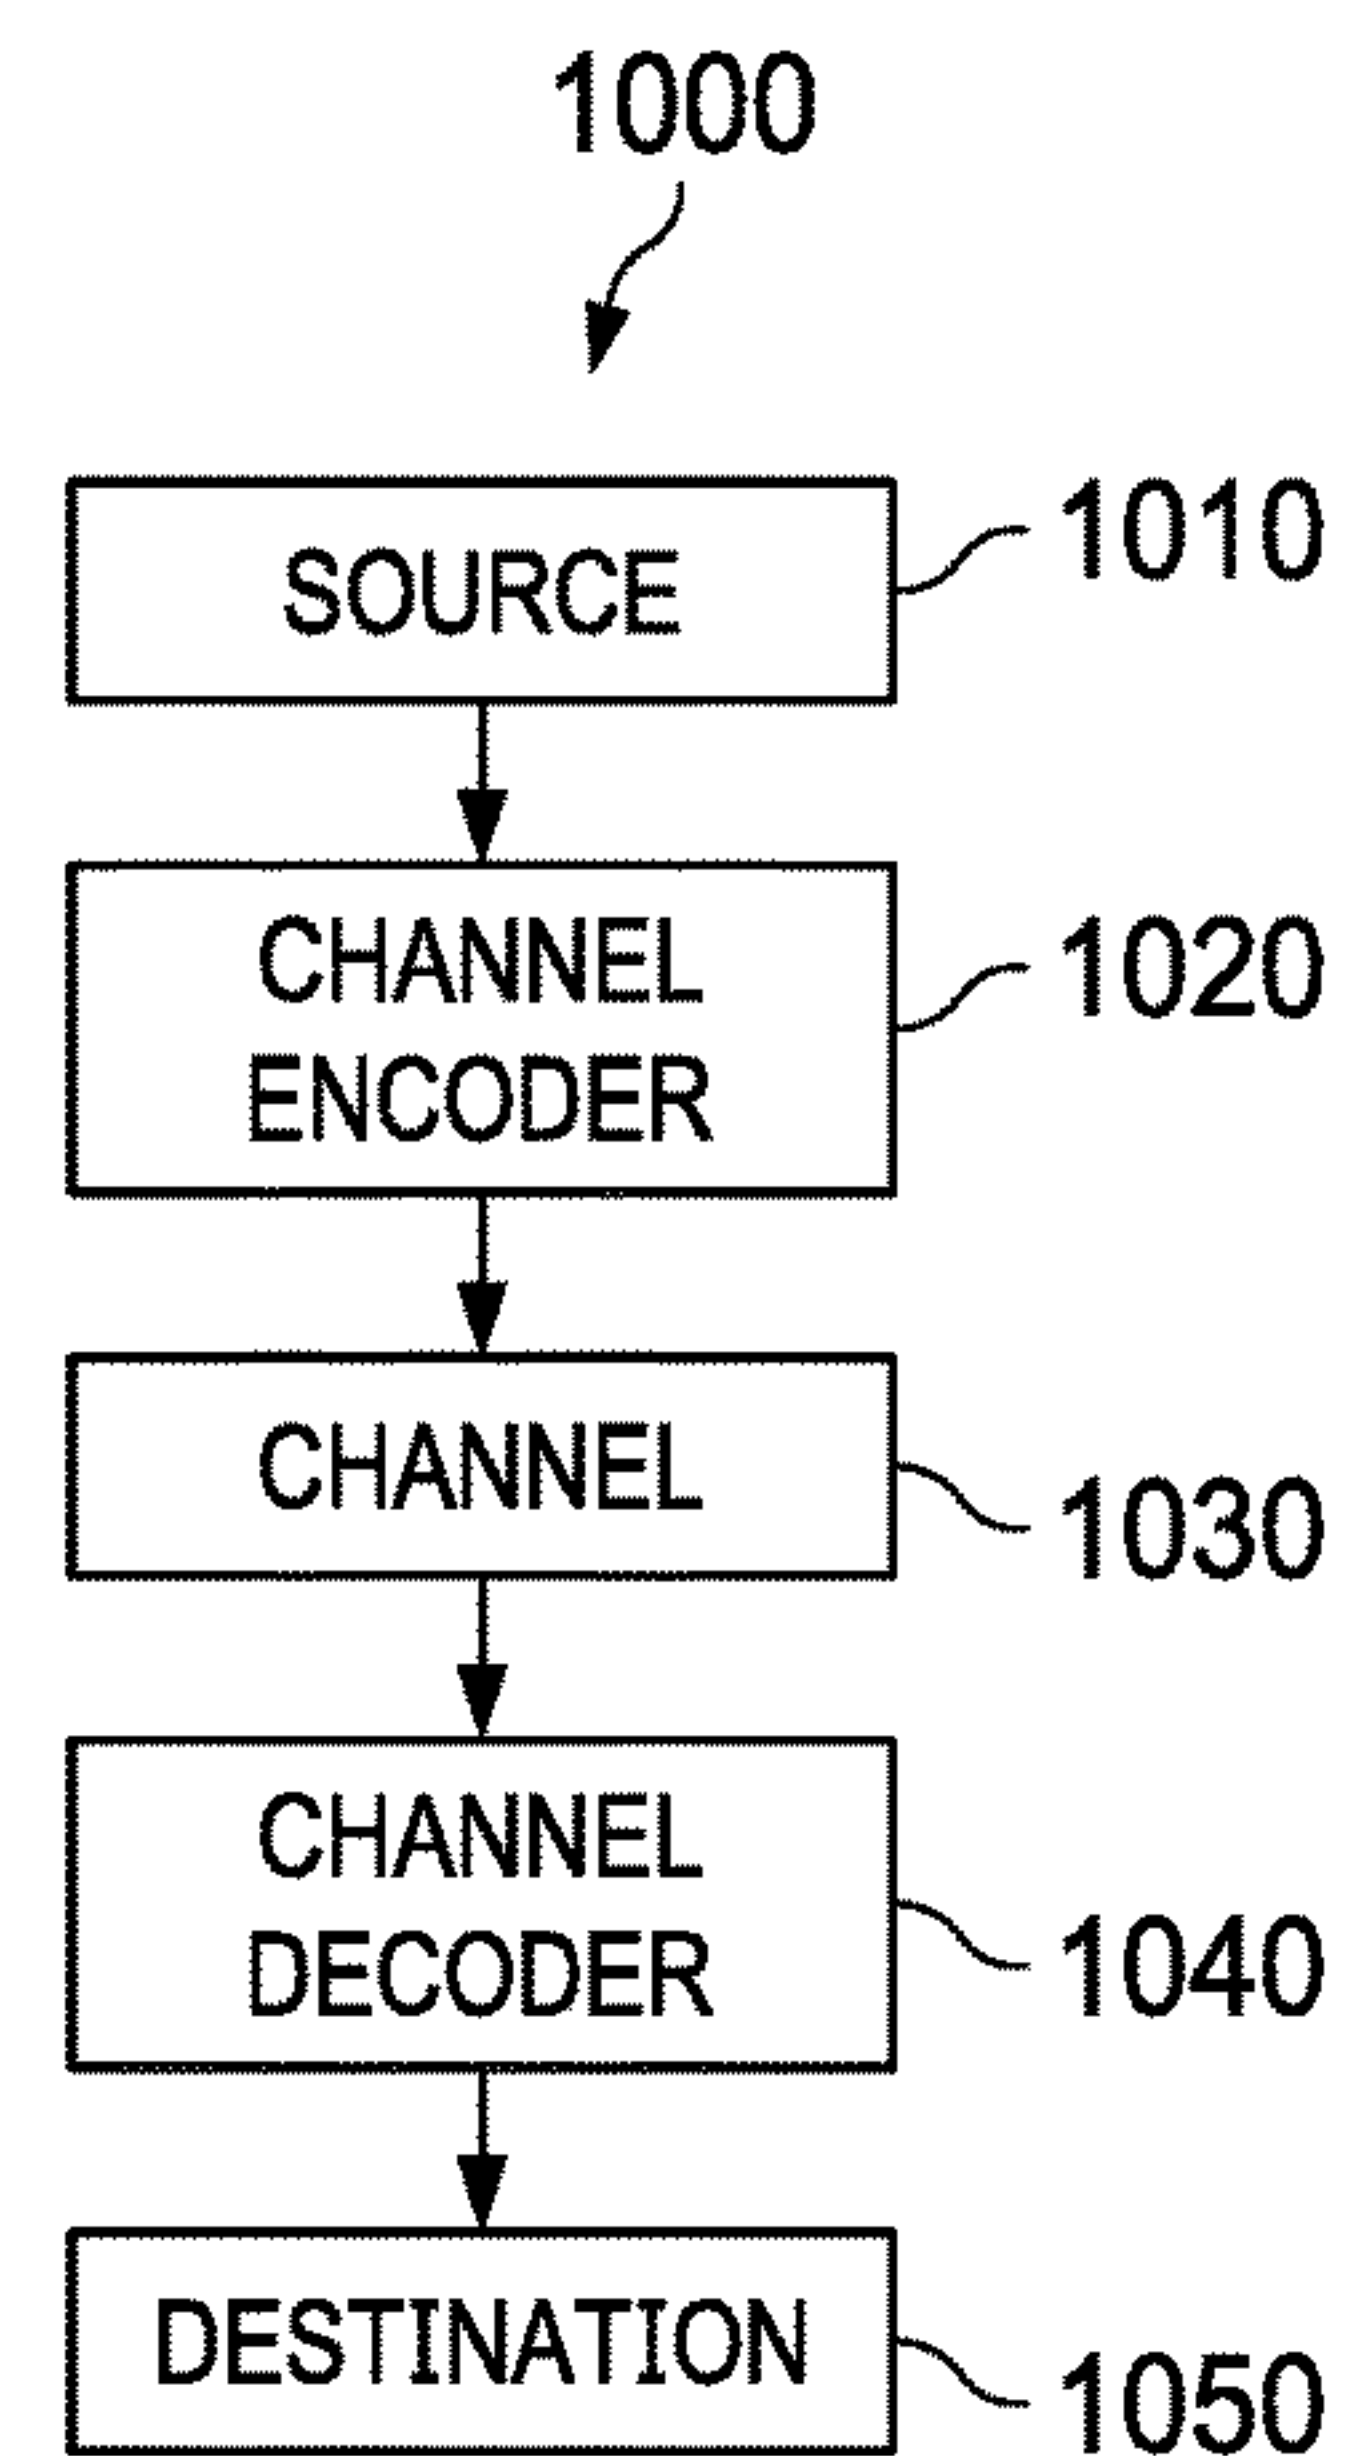 1000
SOURCE
1010
CHANNEL
ENCODER
1020
CHANNEL
1030
CHANNEL
DECODER
1040
DESTINATION
1050